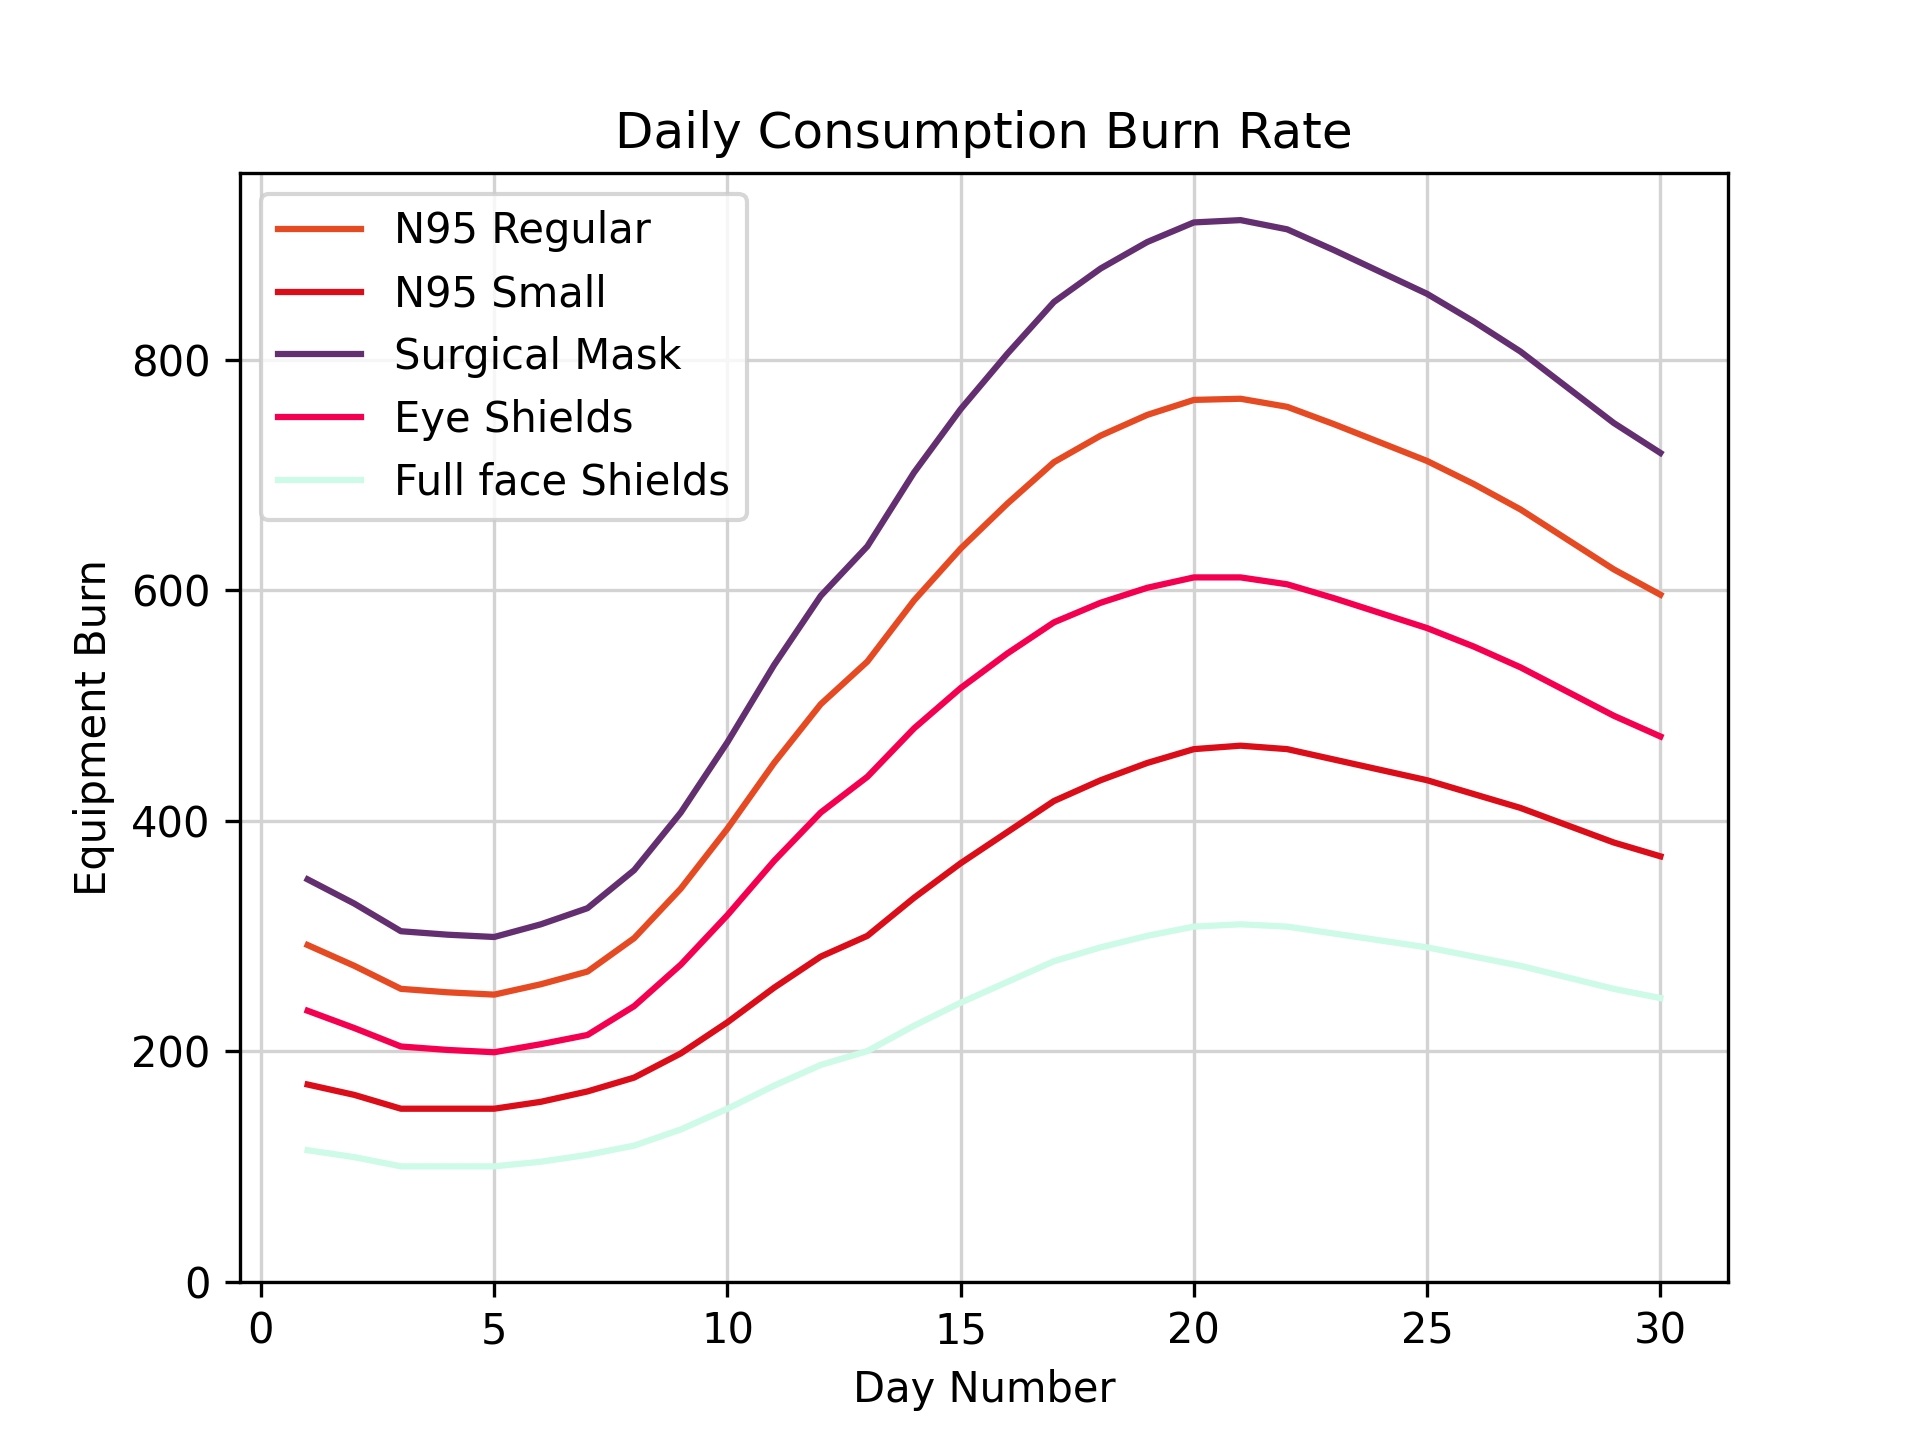 Daily Consumption Burn Rate
N95 Regular
N95 Small
Surgical Mask
Eye Shields
Full face Shields
Equipment Burn
800
600
400
200
0
0 5 10 15 20 25 30
Day Number